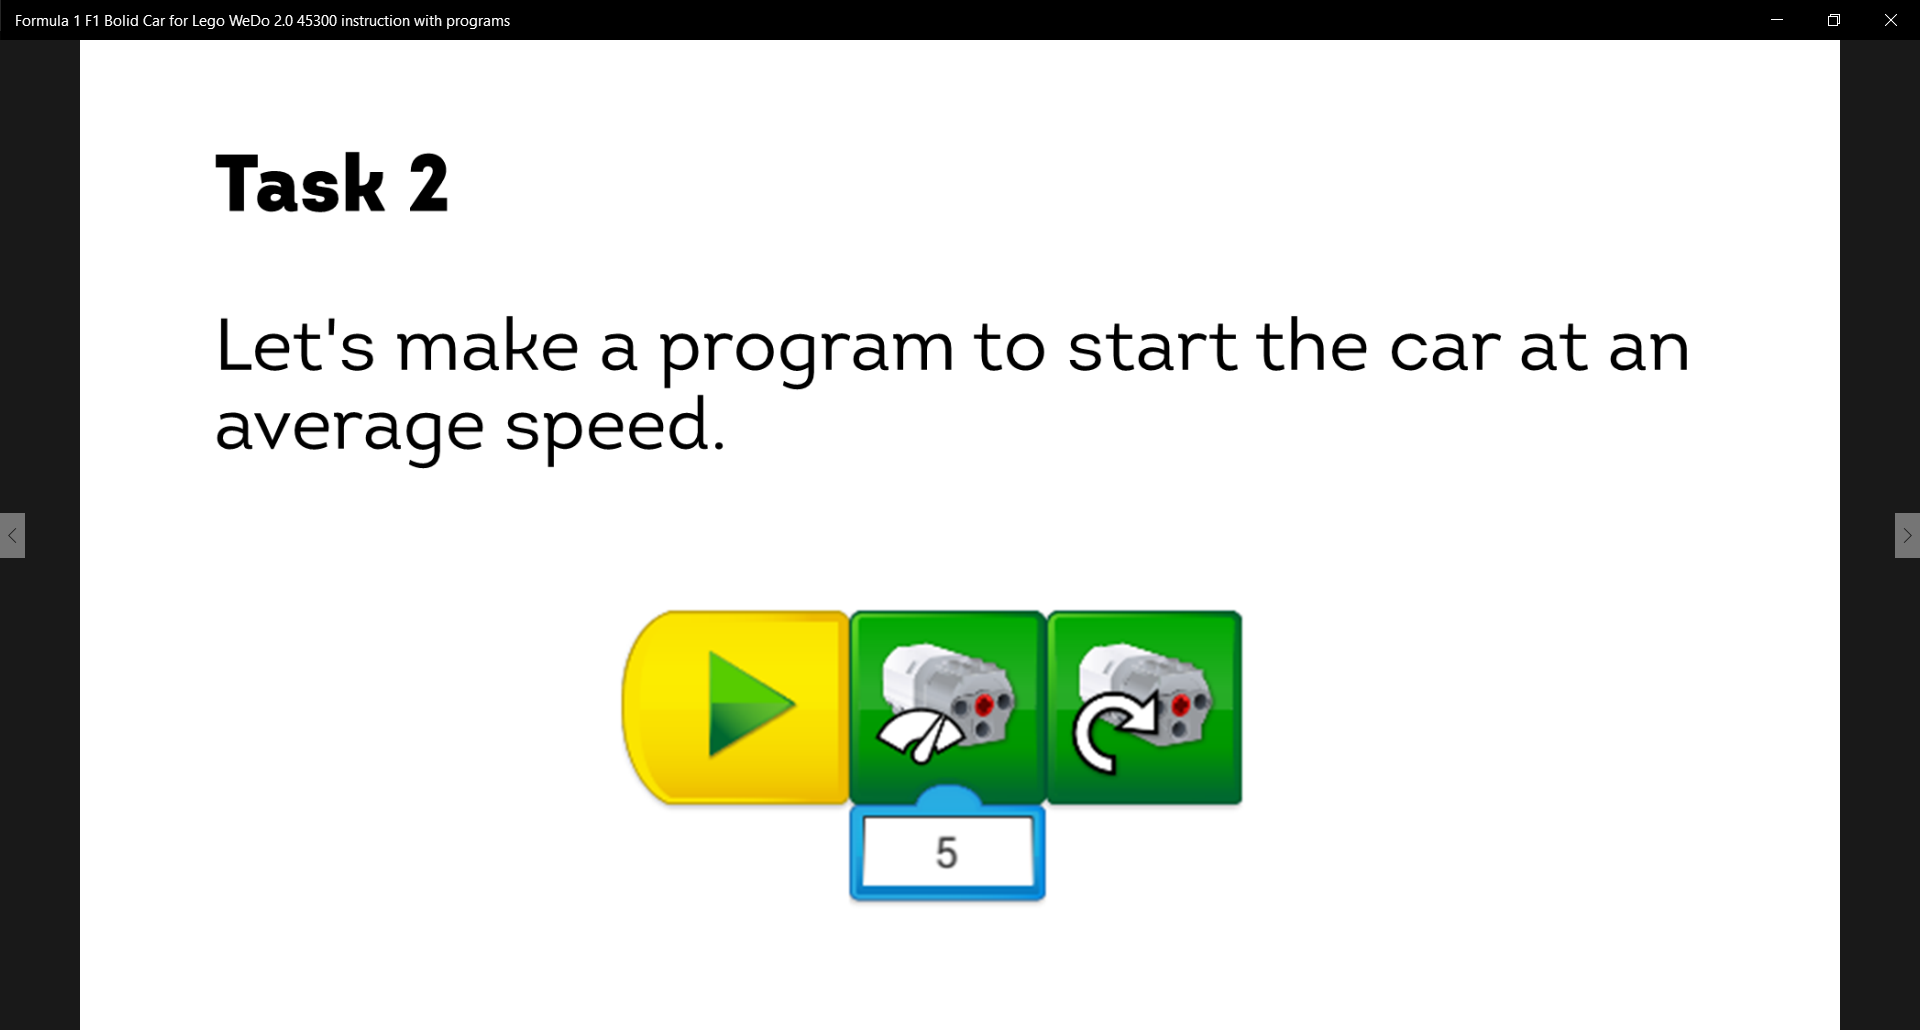 Formula 1 F1 Bolid Car for Lego WeDo 2.0 45300 instruction with programs
Task 2
Let's make a program to start the car at an
average speed.
5